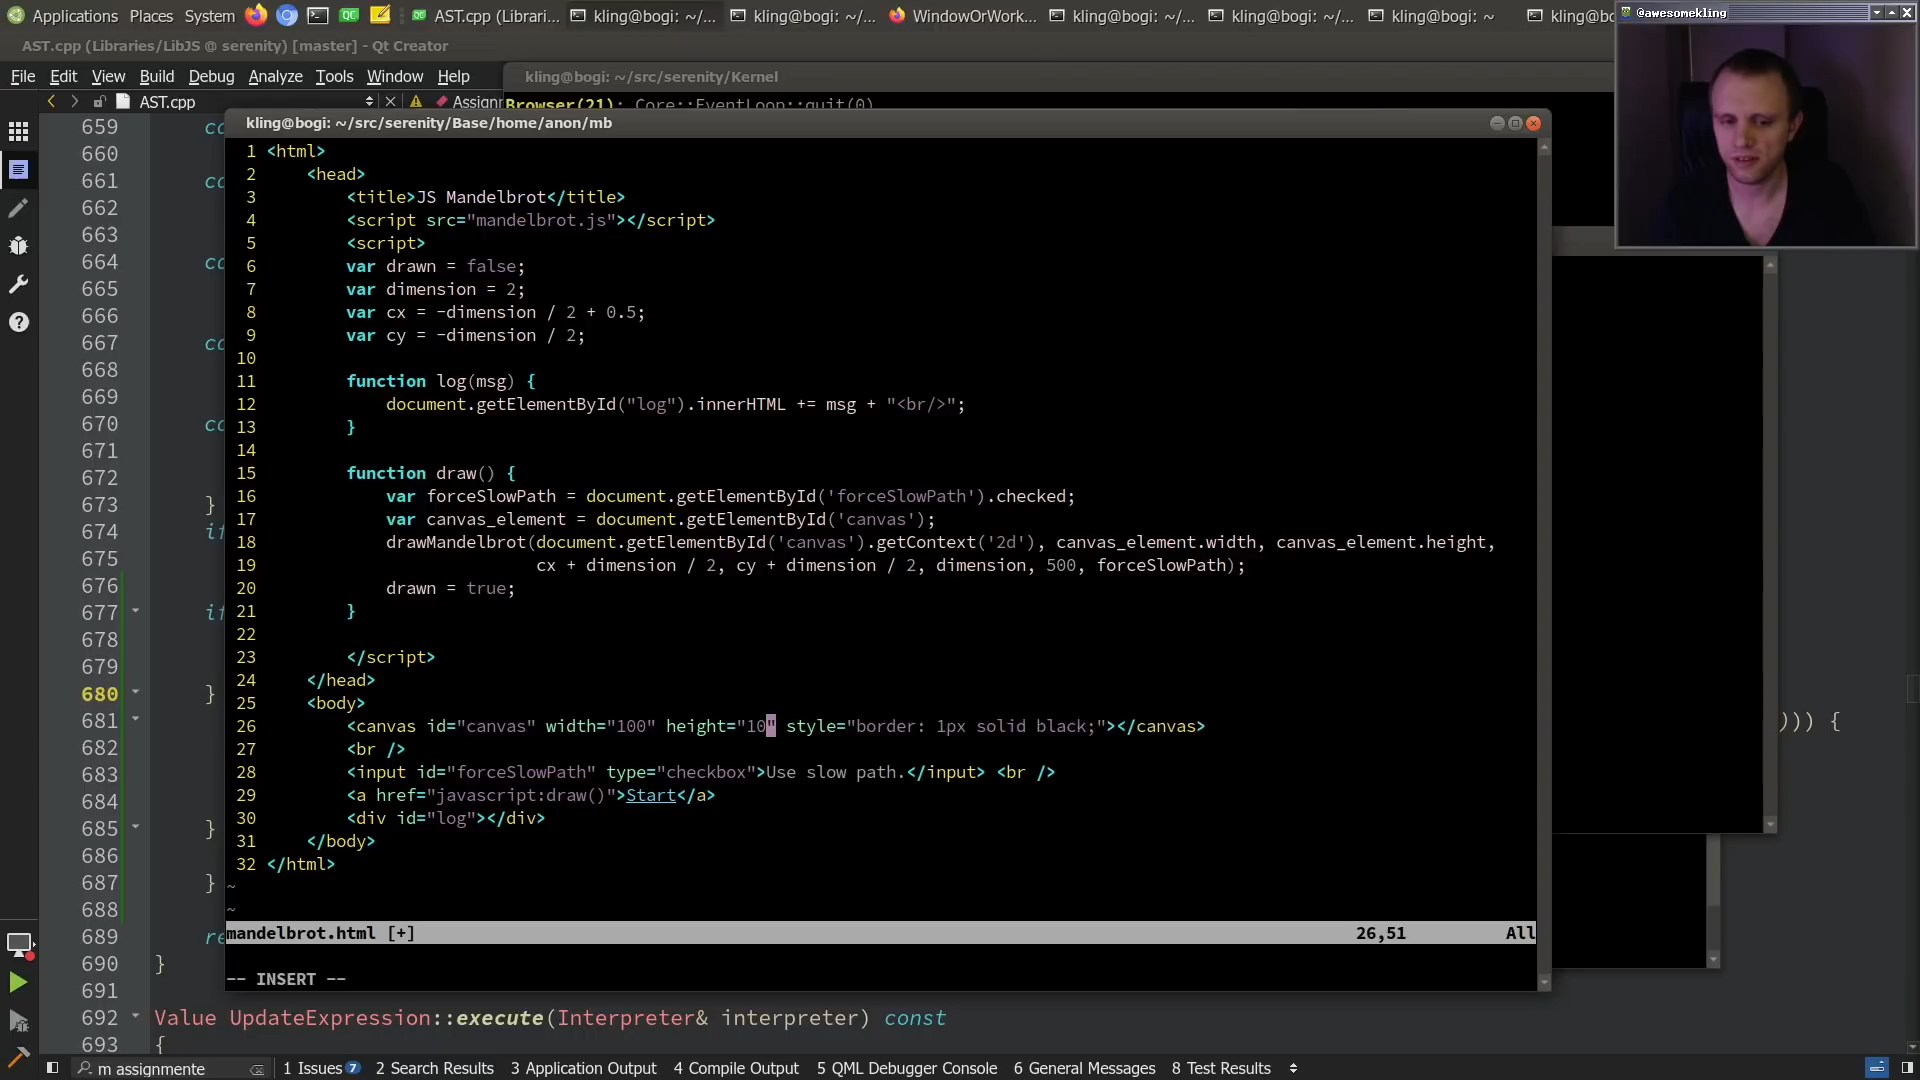 Applications Places System AST.cpp (Librari... kling@bogi: ~/... kling@bogi: ~/... WindowOrWork... kling@bogi: ~/... kling@bogi: ~/... kling@bogi: ~ kling@bo
@awesomekling
AST.cpp (Libraries/LibJS @ serenity) [master] - Qt Creator
File Edit View Build Debug Analyze Tools Window Help
kling@bogi: ~/src/serenity/Kernel
AST.cpp
Assignn
Browser(21): Core::EventLoop::quit(0)
kling@bogi: ~/src/serenity/Base/home/anon/mb
1 <html>
2 <head>
3 <title>JS Mandelbrot</title>
4 <script src="mandelbrot.js"></script>
5 <script>
6 var drawn = false;
7 var dimension = 2;
8 var cx = -dimension / 2 + 0.5;
9 var cy = -dimension / 2;
10
11 function log(msg) {
12 document.getElementById("log").innerHTML += msg + "<br/>";
13 }
14
15 function draw() {
16 var forceSlowPath = document.getElementById('forceSlowPath').checked;
17 var canvas_element = document.getElementById('canvas');
18 drawMandelbrot(document.getElementById('canvas').getContext('2d'), canvas_element.width, canvas_element.height,
19 cx + dimension / 2, cy + dimension / 2, dimension, 500, forceSlowPath);
20 drawn = true;
21 }
22
23 </script>
24 </head>
25 <body>
26 <canvas id="canvas" width="100" height="10" style="border: 1px solid black;"></canvas>
27 <br />
28 <input id="forceSlowPath" type="checkbox">Use slow path.</input> <br />
29 <a href="javascript:draw()">Start</a>
30 <div id="log"></div>
31 </body>
32 </html>
~
~
mandelbrot.html [+] 26,51 All
-- INSERT --
659 co
660
661 co
662
663
664 co
665
666
667 co
668
669
670 co
671
672
673 }
674 if
675
676
677 if
678
679
680 }
681 ))) {
682
683
684
685 }
686
687 }
688
689 re
690 }
691
692 Value UpdateExpression::execute(Interpreter& interpreter) const
693 {
m assignmente 1 Issues 7 2 Search Results 3 Application Output 4 Compile Output 5 QML Debugger Console 6 General Messages 8 Test Results